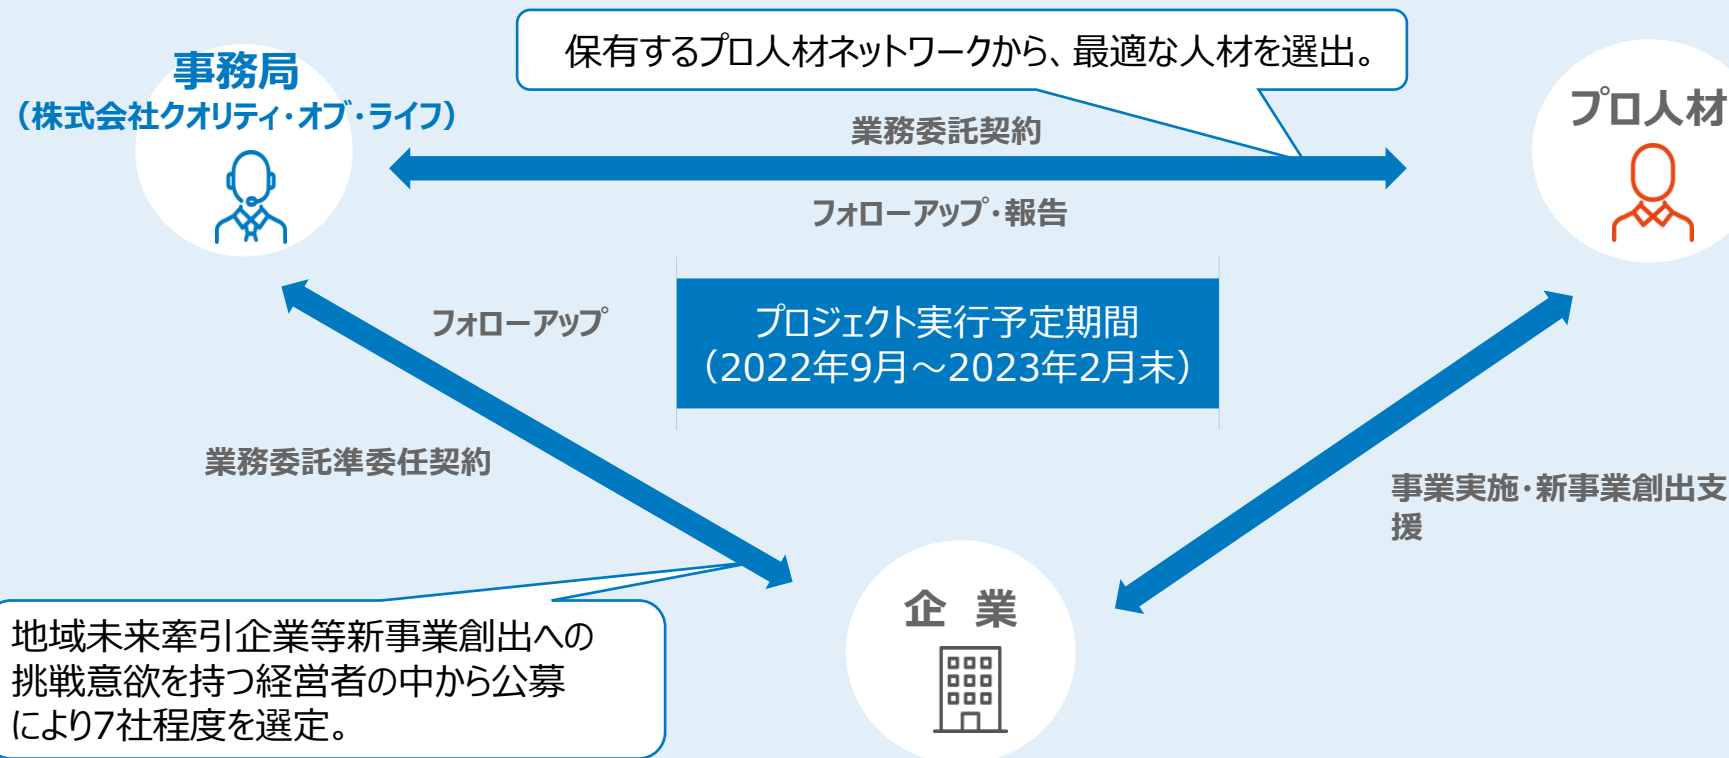 保有するプロ人材ネットワークから、最適な人材を選出。
事務局
（株式会社クオリティ・オブ・ライフ）
プロ人材
業務委託契約
フォローアップ・報告
フォローアップ
プロジェクト実行予定期間
（2022年9月～2023年2月末）
業務委託準委任契約
事業実施・新事業創出支
援
企 業
地域未来牽引企業等新事業創出への
挑戦意欲を持つ経営者の中から公募
により7社程度を選定。